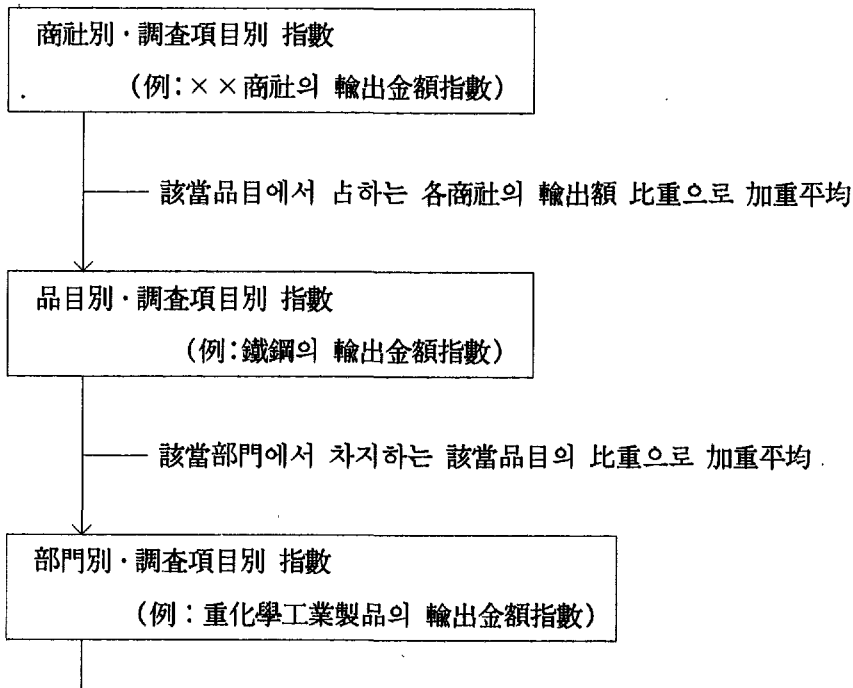 商社別·調査項目別 指數
(例:××商社의 輸出金額指數)
該當品目에서 占하는 各商社의 輸出額 比重으로 加重平均
品目別·調査項目別 指數
(例:鐵鋼의 輸出金額指數)
該當部門에서 차지하는 該當品目의 比重으로 加重平均
部門別·調査項目別 指數
(例:重化學工業製品의 輸出金額指數)